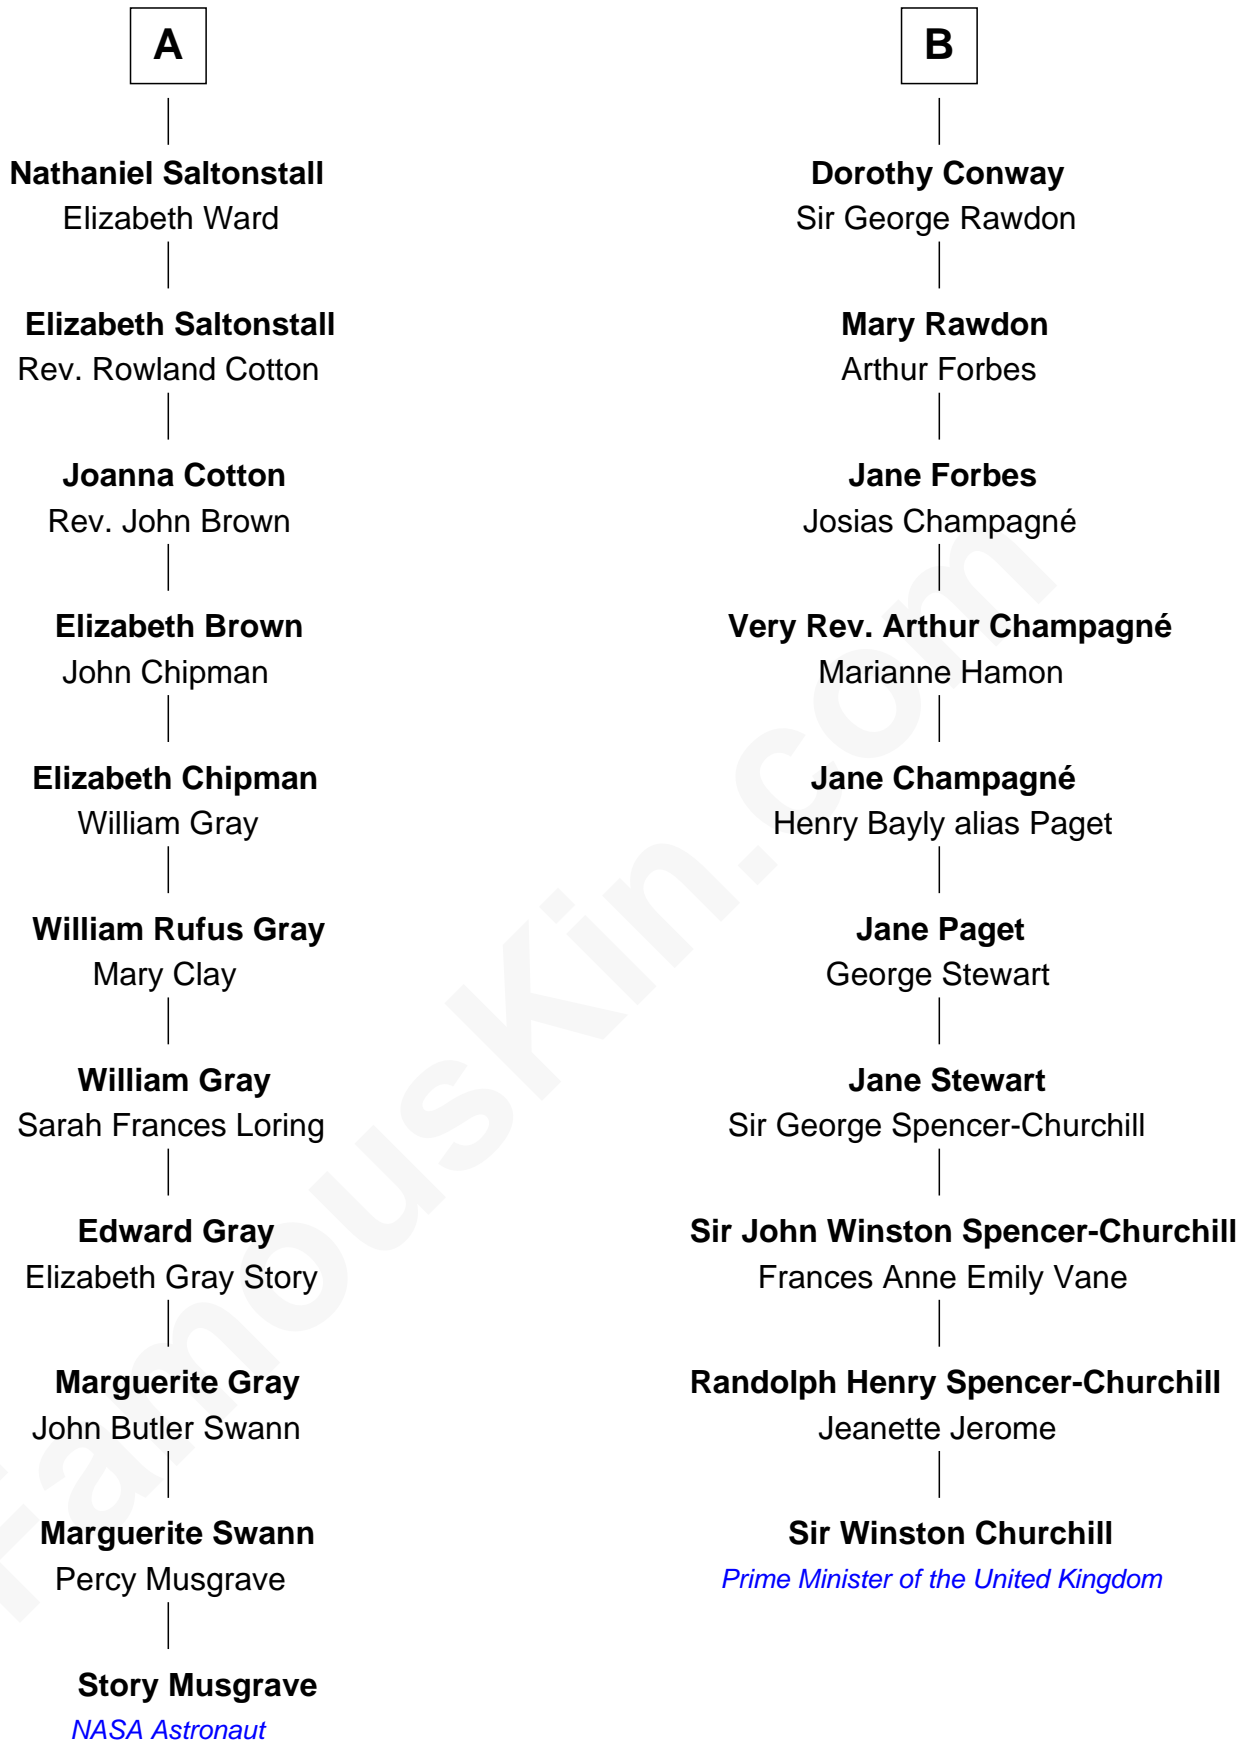 A
Nathaniel Saltonstall
Elizabeth Ward
Elizabeth Saltonstall
Rev. Rowland Cotton
Joanna Cotton
Rev. John Brown
Elizabeth Brown
John Chipman
Elizabeth Chipman
William Gray
William Rufus Gray
Mary Clay
William Gray
Sarah Frances Loring
Edward Gray
Elizabeth Gray Story
Marguerite Gray
John Butler Swann
Marguerite Swann
Percy Musgrave
Story Musgrave
NASA Astronaut
B
Dorothy Conway
Sir George Rawdon
Mary Rawdon
Arthur Forbes
Jane Forbes
Josias Champagné
Very Rev. Arthur Champagné
Marianne Hamon
Jane Champagné
Henry Bayly alias Paget
Jane Paget
George Stewart
Jane Stewart
Sir George Spencer-Churchill
Sir John Winston Spencer-Churchill
Frances Anne Emily Vane
Randolph Henry Spencer-Churchill
Jeanette Jerome
Sir Winston Churchill
Prime Minister of the United Kingdom
FamousKin.com